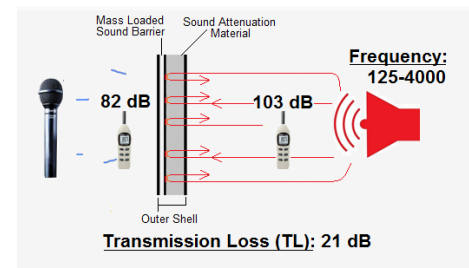 Mass Loaded
Sound Barrier
Sound Attenuation
Material
Frequency:
125-4000
82 dB
103 dB
Outer Shell
Transmission Loss (TL): 21 dB